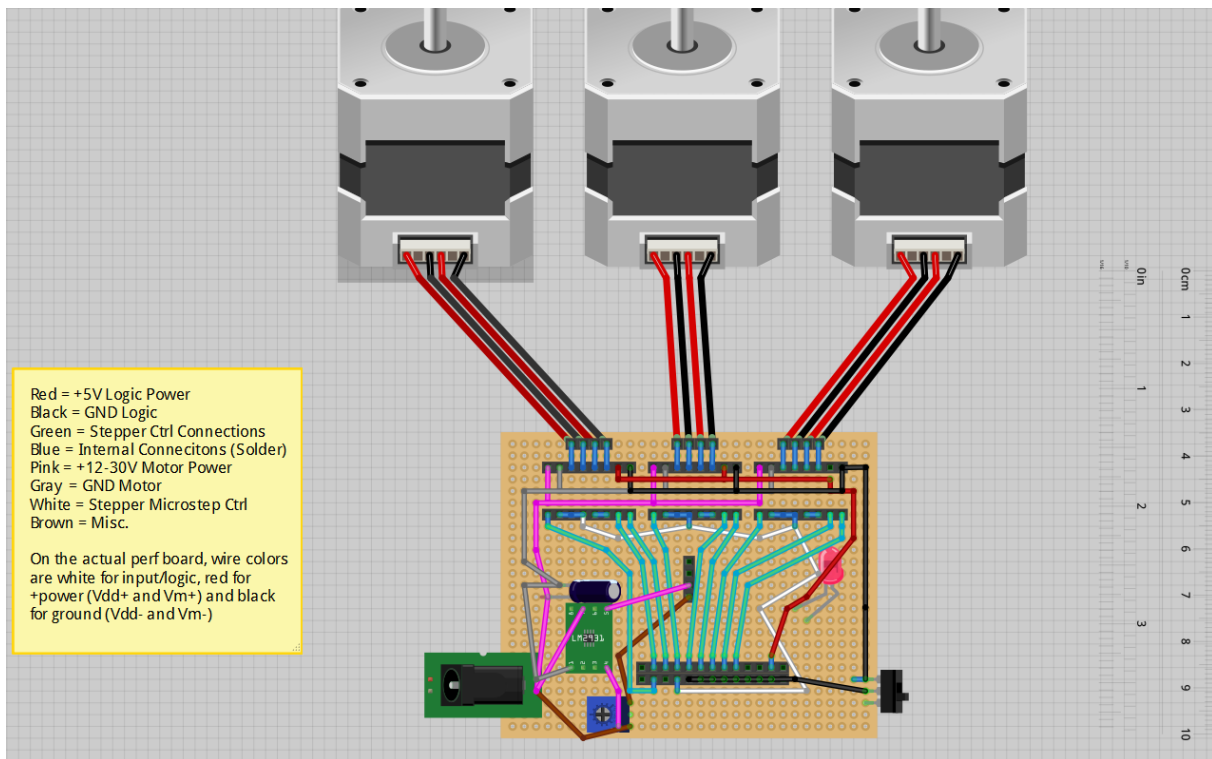 0in
0cm
1
2
3
1
4
2
5
6
7
3
8
9
10
Red = +5V Logic Power
Black = GND Logic
Green = Stepper Ctrl Connections
Blue = Internal Connecitons (Solder)
Pink = +12-30V Motor Power
Gray = GND Motor
White = Stepper Microstep Ctrl
Brown = Misc.
On the actual perf board, wire colors
are white for input/logic, red for
+power (Vdd+ and Vm+) and black
for ground (Vdd- and Vm-)